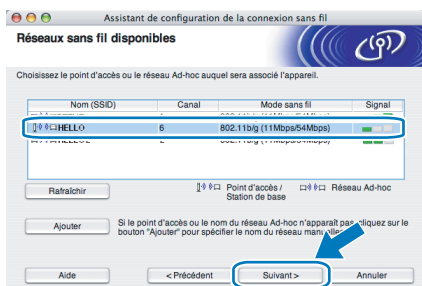 Assistant de configuration de la connexion sans fil
Réseaux sans fil disponibles
Choisissez le point d'accès ou le réseau Ad-hoc auquel sera associé l'appareil.
Nom (SSID) Canal Mode sans fil Signal
HELLO 6 802.11b/g (11Mbps/54Mbps)
Rafraîchir
Point d'accès / Station de base
Réseau Ad-hoc
Ajouter
Si le point d'accès ou le nom du réseau Ad-hoc n'apparaît pas, cliquez sur le
bouton "Ajouter" pour spécifier le nom du réseau manuellement.
Aide < Précédent Suivant > Annuler